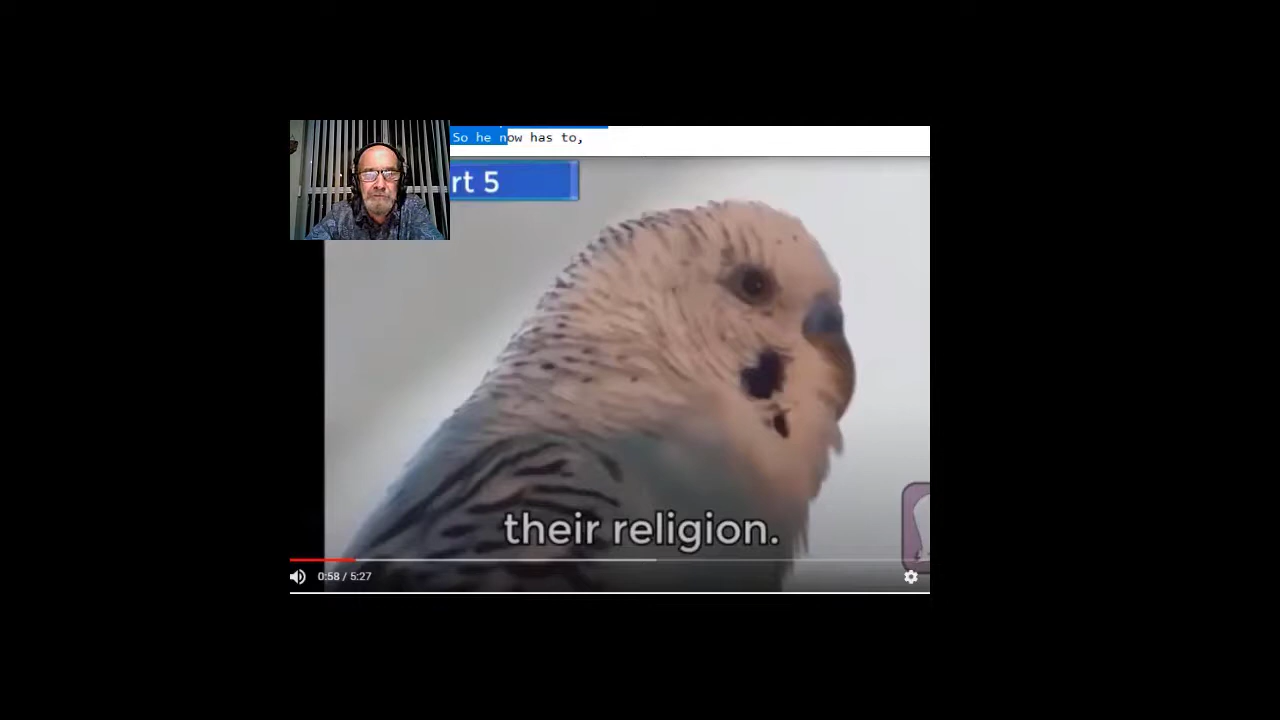 So he now has to,
rt 5
their religion.
0:58 / 5:27